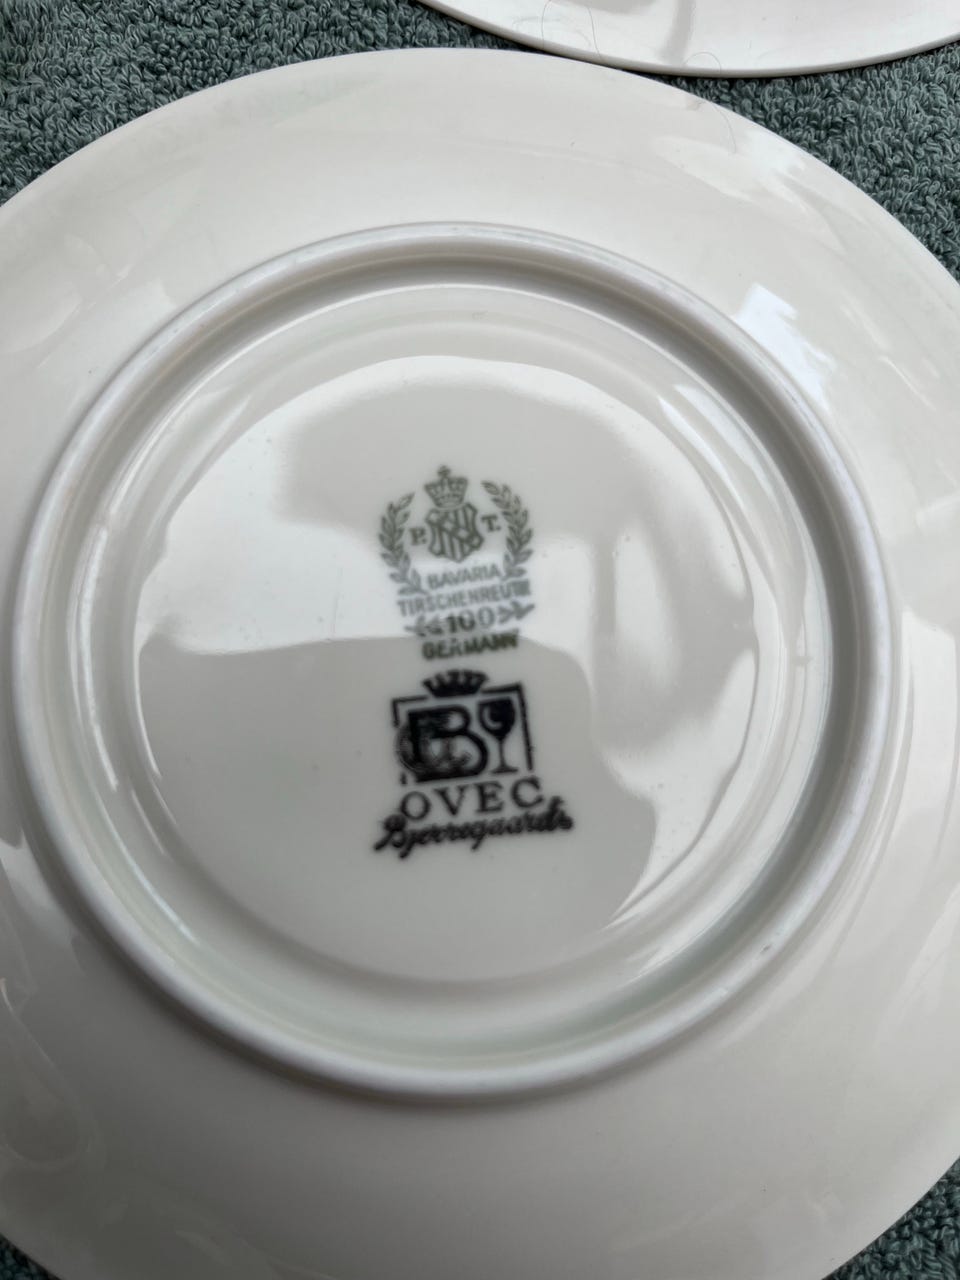 P. T.
BAVARIA
TIRSCHENREUTH
100
GERMANY
B
OVEC
Bjerregaards